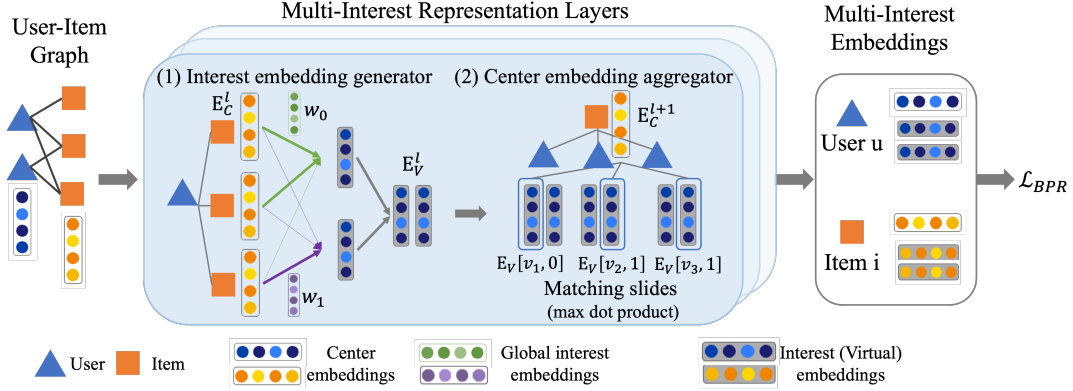 Multi-Interest Representation Layers
User-Item
Graph
Multi-Interest
Embeddings
(1) Interest embedding generator
(2) Center embedding aggregator
E_C^l
w_0
E_C^{l+1}
E_V^l
User u
w_1
E_V[v_1, 0]
E_V[v_2, 1]
E_V[v_3, 1]
Matching slides
(max dot product)
Item i
ℒ_BPR
User
Item
Center
embeddings
Global interest
embeddings
Interest (Virtual)
embeddings